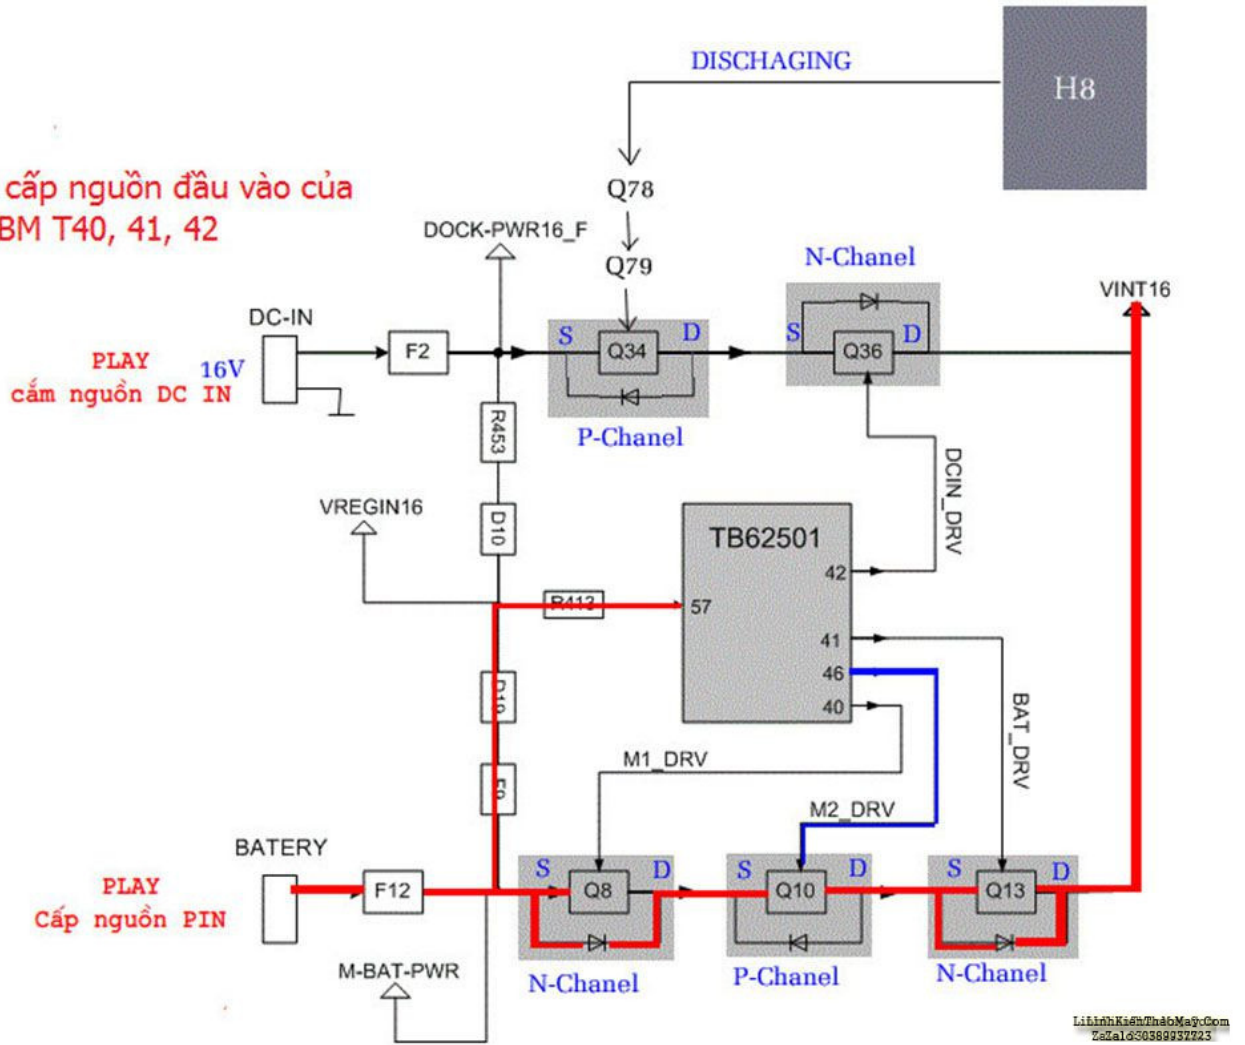 DISCHAGING
H8
cấp nguồn đầu vào của
BM T40, 41, 42
Q78
Q79
DOCK-PWR16_F
N-Chanel
VINT16
DC-IN
PLAY
cắm nguồn DC IN
16V
F2
S
Q34
D
P-Chanel
S
Q36
D
R453
DCIN_DRV
VREGIN16
D10
TB62501
42
R413
57
41
46
40
D19
BAT_DRV
M1_DRV
F9
M2_DRV
BATERY
PLAY
Cấp nguồn PIN
F12
S
Q8
D
S
Q10
D
S
Q13
D
N-Chanel
P-Chanel
N-Chanel
M-BAT-PWR